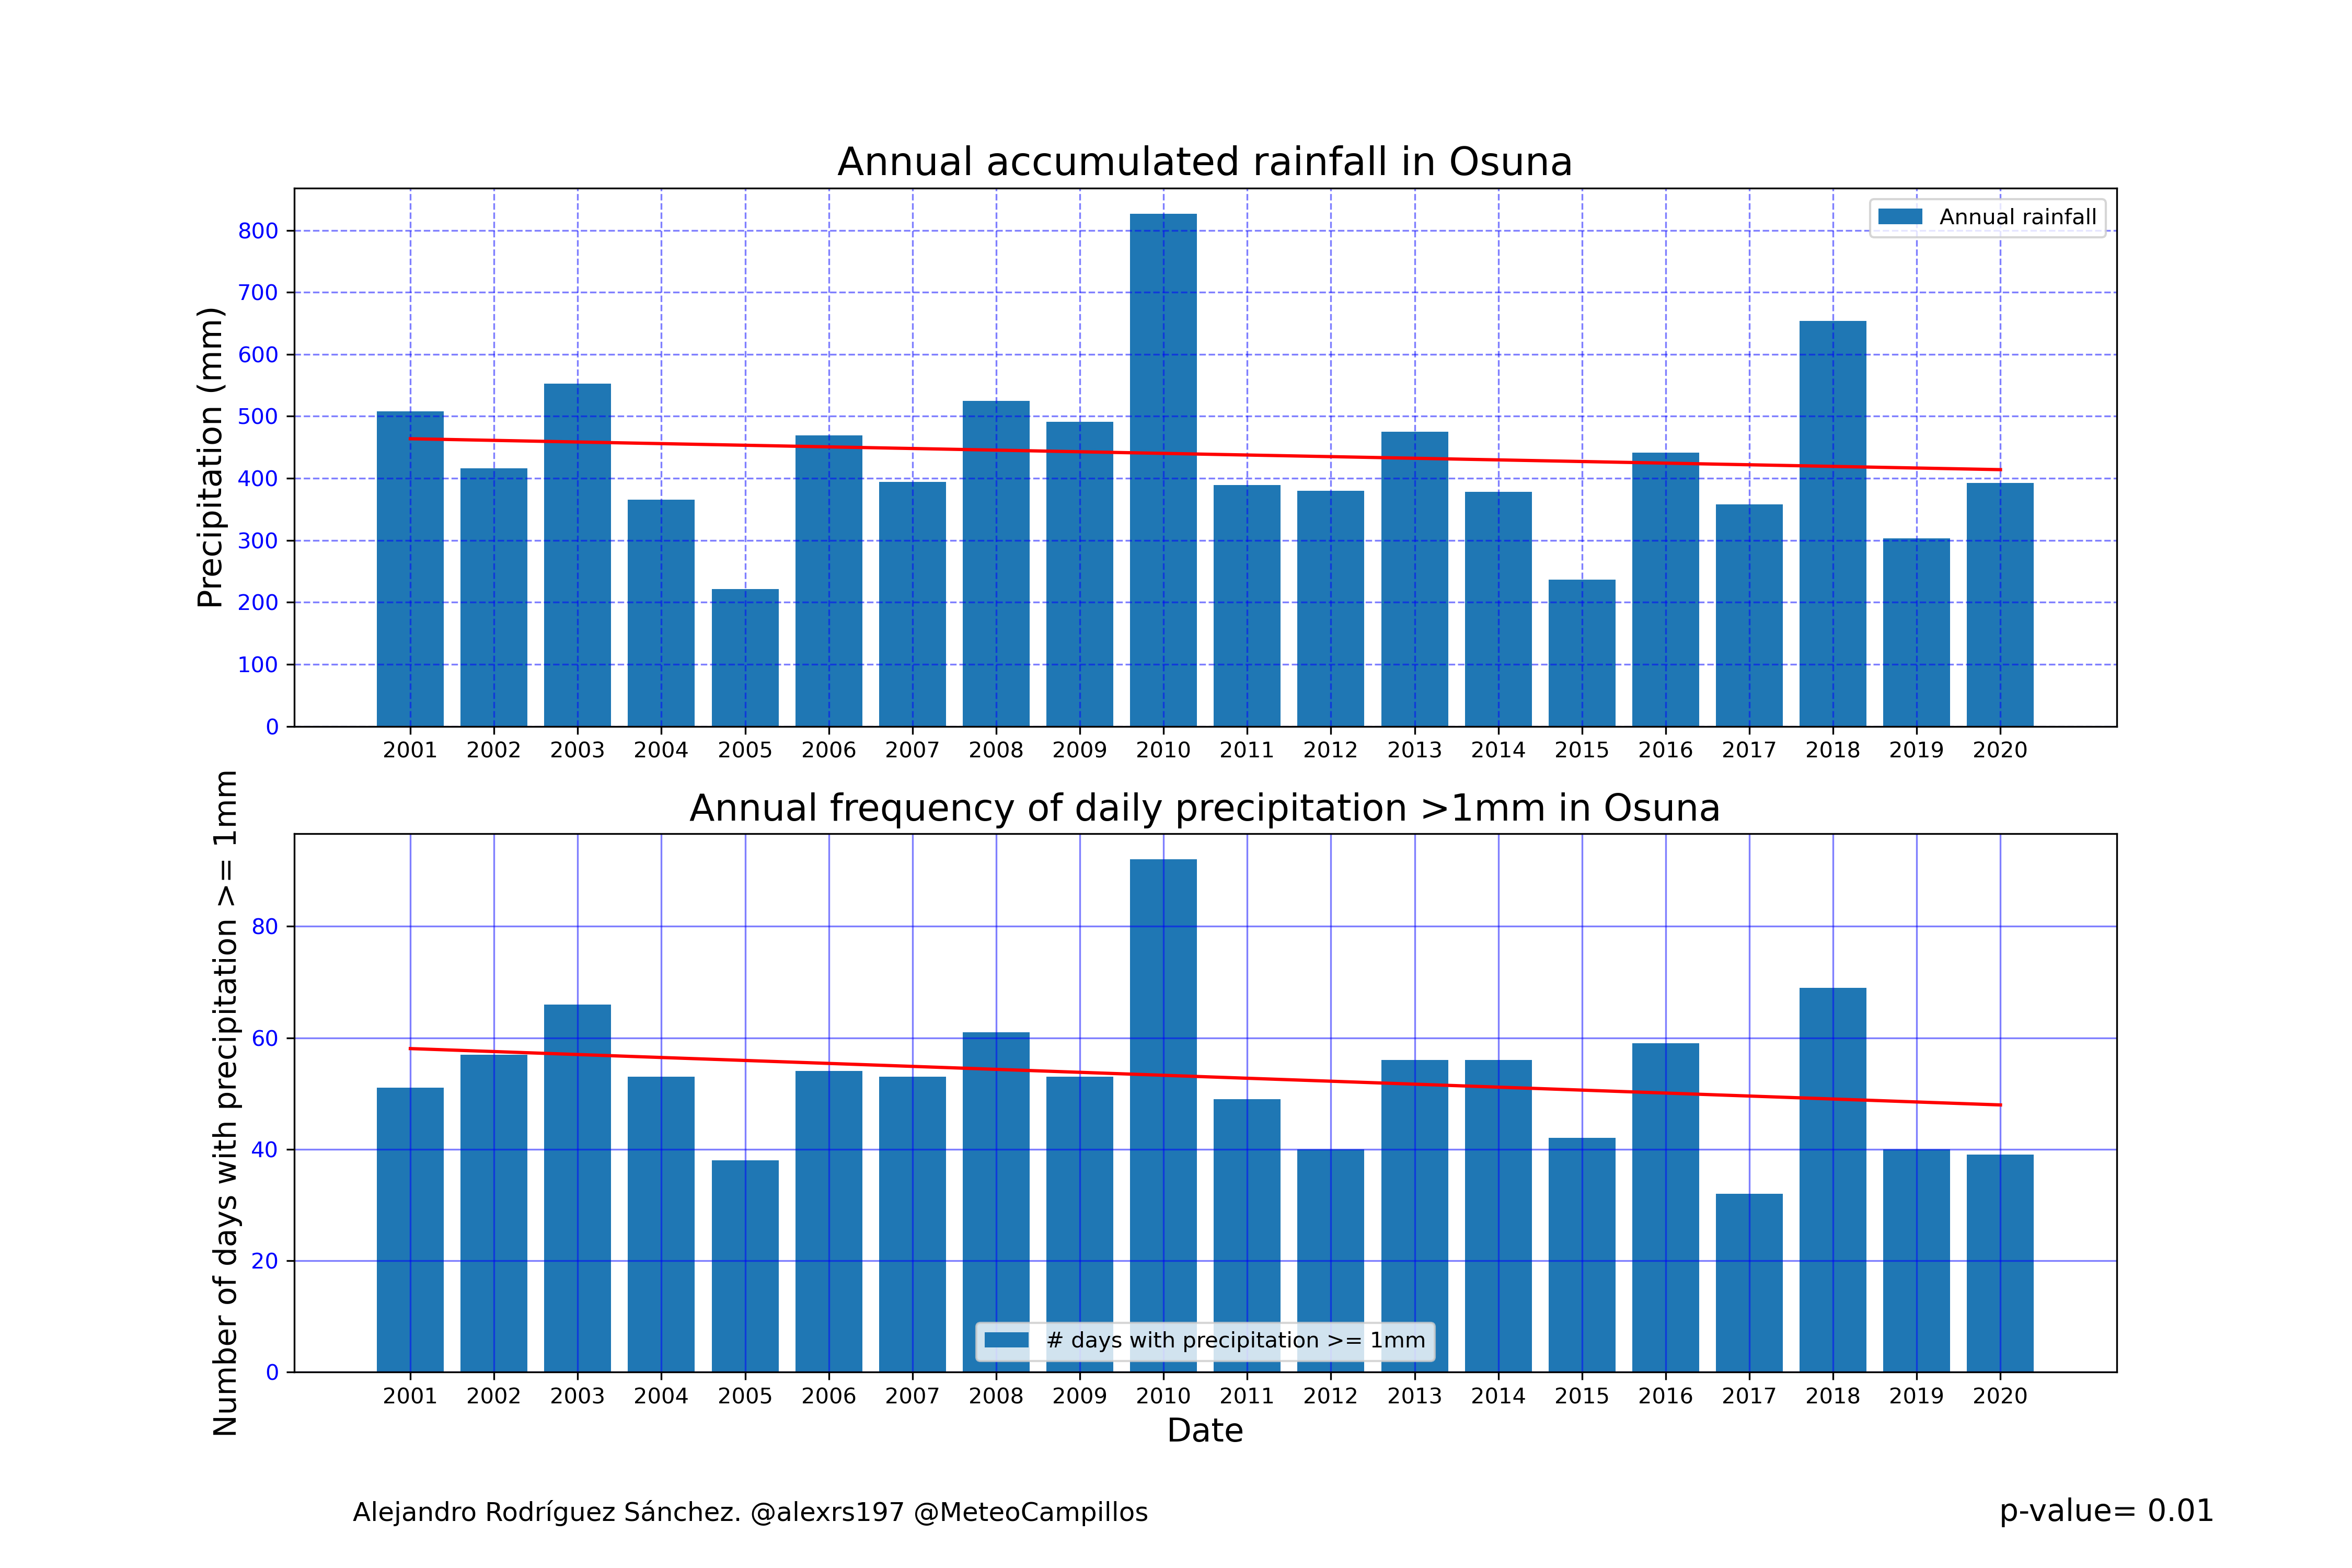 Annual accumulated rainfall in Osuna
Annual rainfall
Precipitation (mm)
800
700
600
500
400
300
200
100
0
2001 2002 2003 2004 2005 2006 2007 2008 2009 2010 2011 2012 2013 2014 2015 2016 2017 2018 2019 2020
Annual frequency of daily precipitation >1mm in Osuna
Number of days with precipitation >= 1mm
80
60
40
20
0
# days with precipitation >= 1mm
2001 2002 2003 2004 2005 2006 2007 2008 2009 2010 2011 2012 2013 2014 2015 2016 2017 2018 2019 2020
Date
Alejandro Rodríguez Sánchez. @alexrs197 @MeteoCampillos
p-value= 0.01